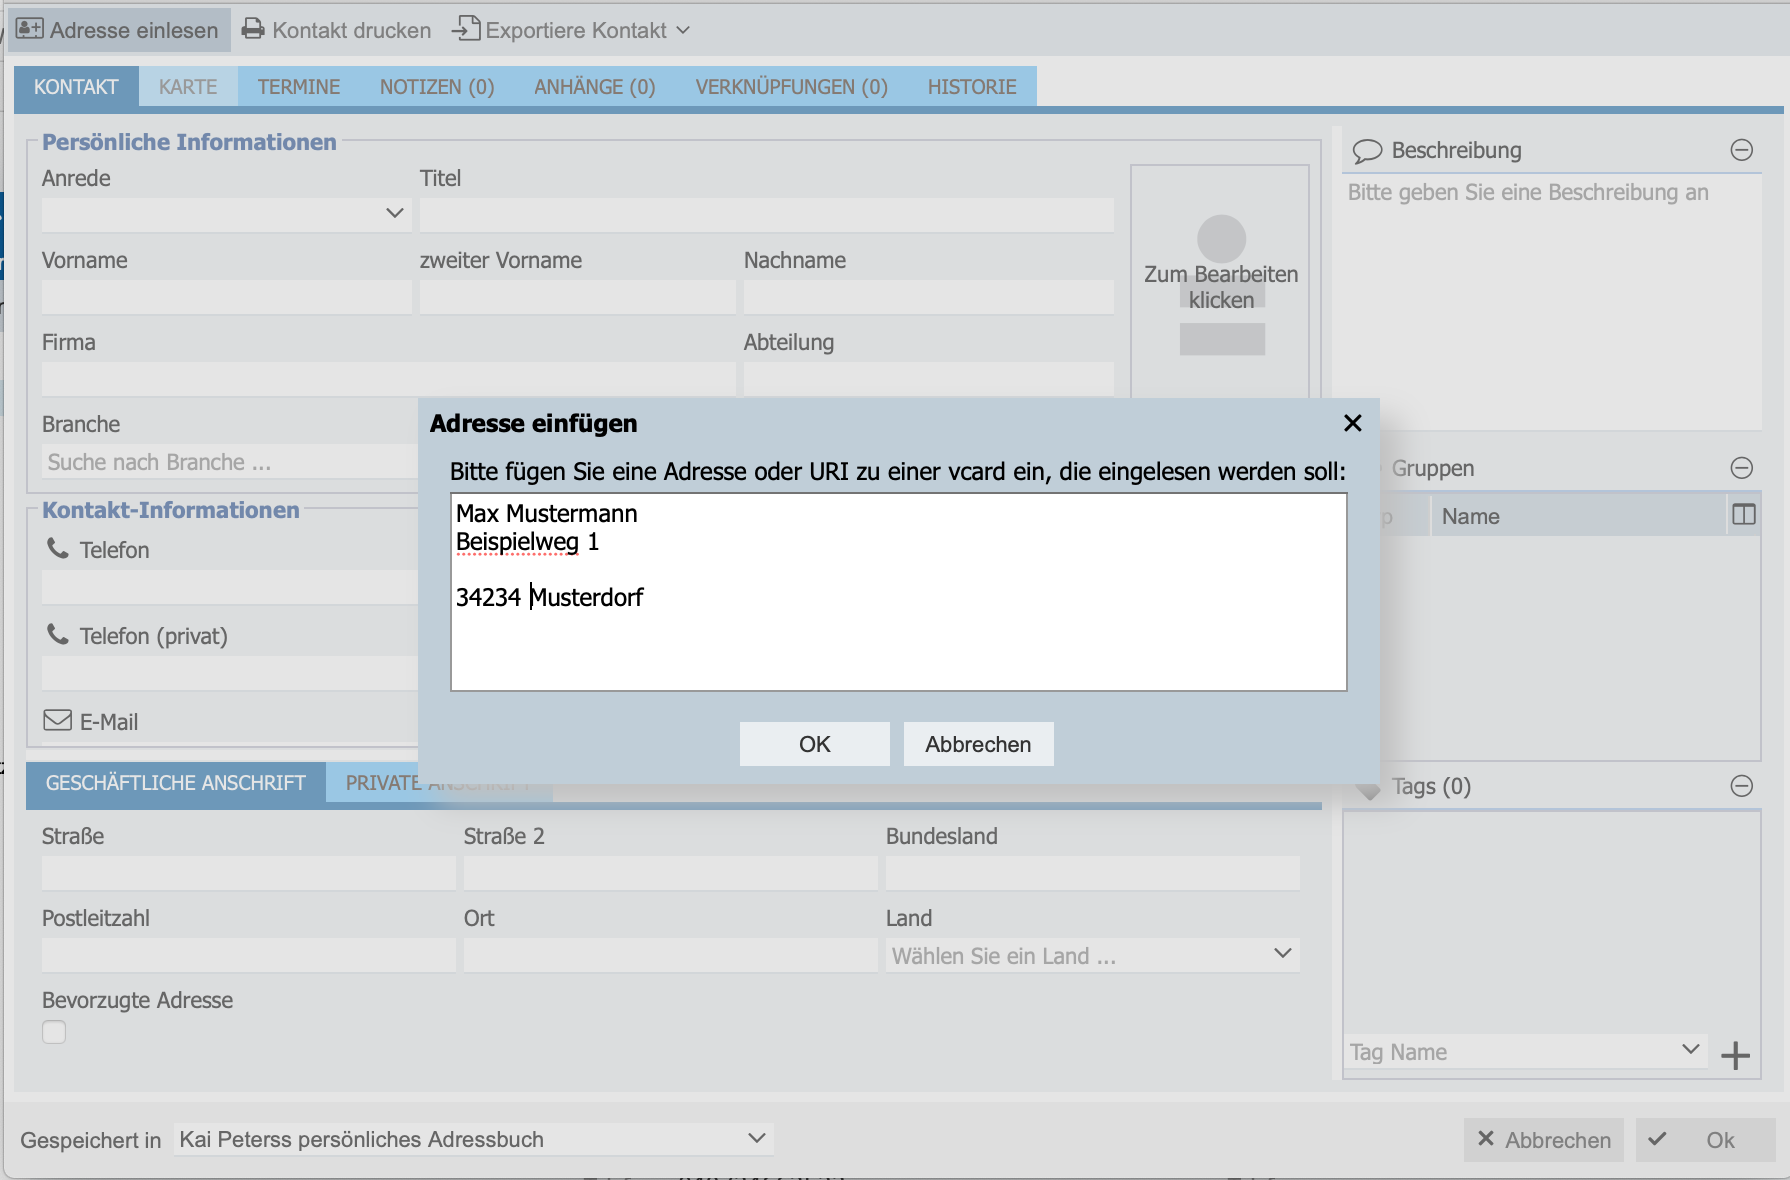 Adresse einlesen Kontakt drucken Exportiere Kontakt
KONTAKT KARTE TERMINE NOTIZEN (0) ANHÄNGE (0) VERKNÜPFUNGEN (0) HISTORIE
Persönliche Informationen
Anrede Titel
Vorname zweiter Vorname Nachname
Firma Abteilung
Branche
Suche nach Branche ...
Zum Bearbeiten
klicken
Kontakt-Informationen
Telefon
Telefon (privat)
E-Mail
Adresse einfügen
Bitte fügen Sie eine Adresse oder URI zu einer vcard ein, die eingelesen werden soll:
Max Mustermann
Beispielweg 1
34234 Musterdorf
OK Abbrechen
GESCHÄFTLICHE ANSCHRIFT PRIVATE ANSCHRIFT
Straße Straße 2 Bundesland
Postleitzahl Ort Land
Wählen Sie ein Land ...
Bevorzugte Adresse
Beschreibung
Bitte geben Sie eine Beschreibung an
Gruppen
Name
Tags (0)
Tag Name
Gespeichert in Kai Peterss persönliches Adressbuch
Abbrechen Ok